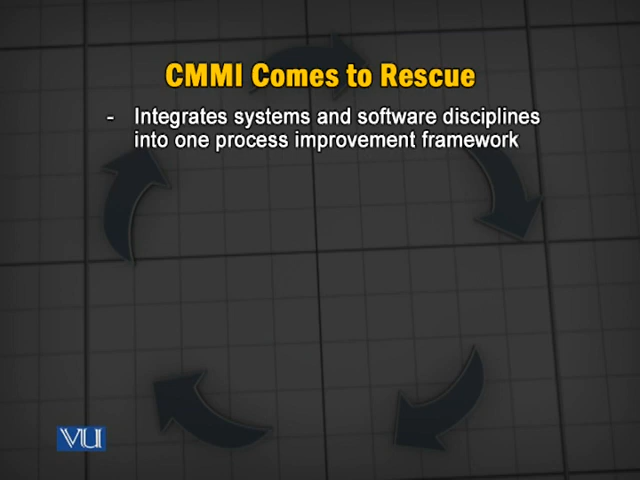 CMMI Comes to Rescue
- Integrates systems and software disciplines
into one process improvement framework
VU